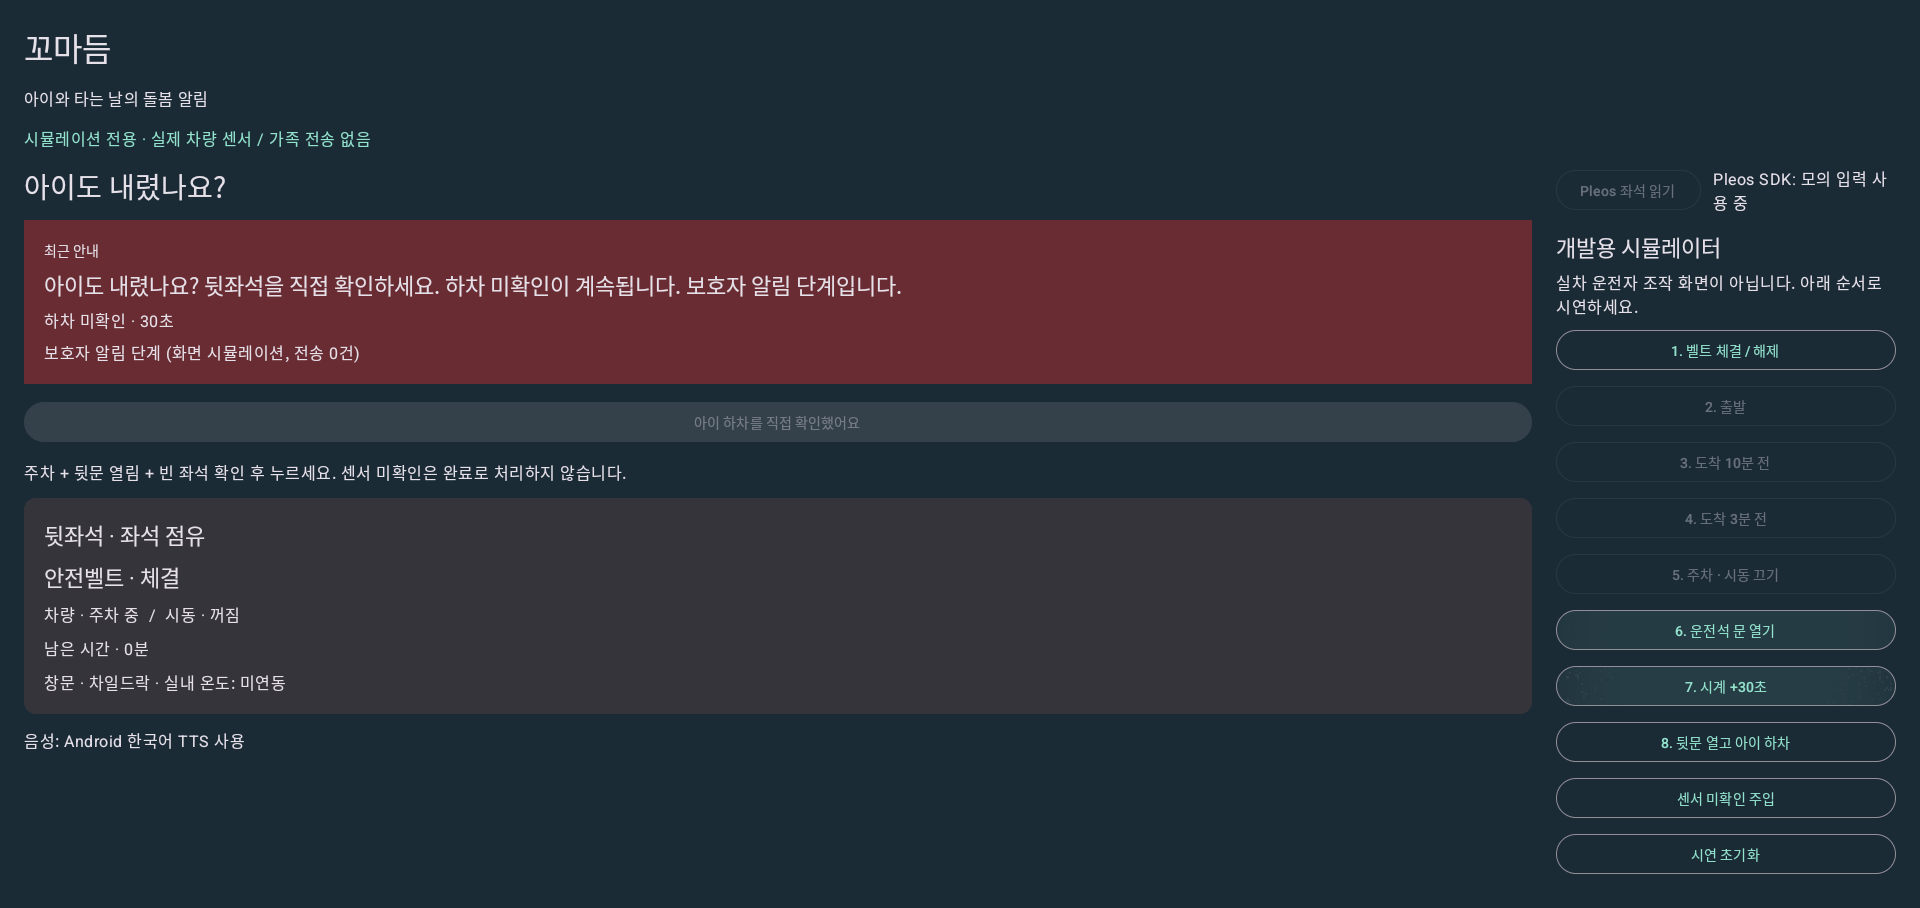 꼬마듬
아이와 타는 날의 돌봄 알림
시뮬레이션 전용 · 실제 차량 센서 / 가족 전송 없음
아이도 내렸나요?
최근 안내
아이도 내렸나요? 뒷좌석을 직접 확인하세요. 하차 미확인이 계속됩니다. 보호자 알림 단계입니다.
하차 미확인 · 30초
보호자 알림 단계 (화면 시뮬레이션, 전송 0건)
아이 하차를 직접 확인했어요
주차 + 뒷문 열림 + 빈 좌석 확인 후 누르세요. 센서 미확인은 완료로 처리하지 않습니다.
뒷좌석 · 좌석 점유
안전벨트 · 체결
차량 · 주차 중 / 시동 · 꺼짐
남은 시간 · 0분
창문 · 차일드락 · 실내 온도: 미연동
음성: Android 한국어 TTS 사용
Pleos 좌석 읽기
Pleos SDK: 모의 입력 사
용 중
개발용 시뮬레이터
실차 운전자 조작 화면이 아닙니다. 아래 순서로
시연하세요.
1. 벨트 체결 / 해제
2. 출발
3. 도착 10분 전
4. 도착 3분 전
5. 주차 · 시동 끄기
6. 운전석 문 열기
7. 시계 +30초
8. 뒷문 열고 아이 하차
센서 미확인 주입
시연 초기화